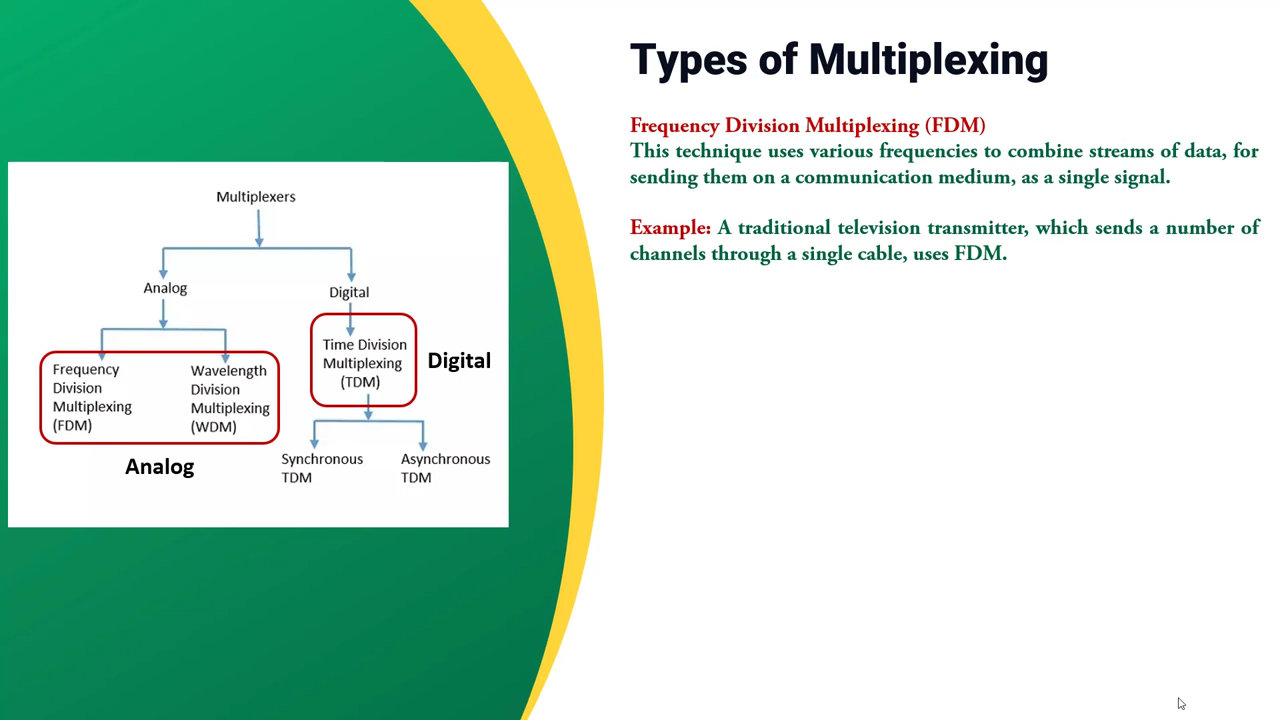 Types of Multiplexing
Frequency Division Multiplexing (FDM)
This technique uses various frequencies to combine streams of data, for
sending them on a communication medium, as a single signal.
Example: A traditional television transmitter, which sends a number of
channels through a single cable, uses FDM.
Multiplexers
Analog
Digital
Frequency
Division
Multiplexing
(FDM)
Wavelength
Division
Multiplexing
(WDM)
Analog
Time Division
Multiplexing
(TDM)
Digital
Synchronous
TDM
Asynchronous
TDM